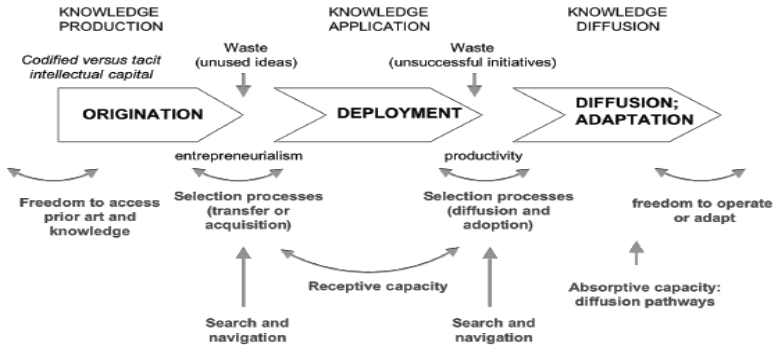 KNOWLEDGE
PRODUCTION
KNOWLEDGE
APPLICATION
KNOWLEDGE
DIFFUSION
Codified versus tacit
intellectual capital
Waste
(unused ideas)
Waste
(unsuccessful initiatives)
ORIGINATION
DEPLOYMENT
DIFFUSION;
ADAPTATION
entrepreneurialism
productivity
Freedom to access
prior art and
knowledge
Selection processes
(transfer or
acquisition)
Selection processes
(diffusion and
adoption)
freedom to operate
or adapt
Receptive capacity
Absorptive capacity:
diffusion pathways
Search and
navigation
Search and
navigation